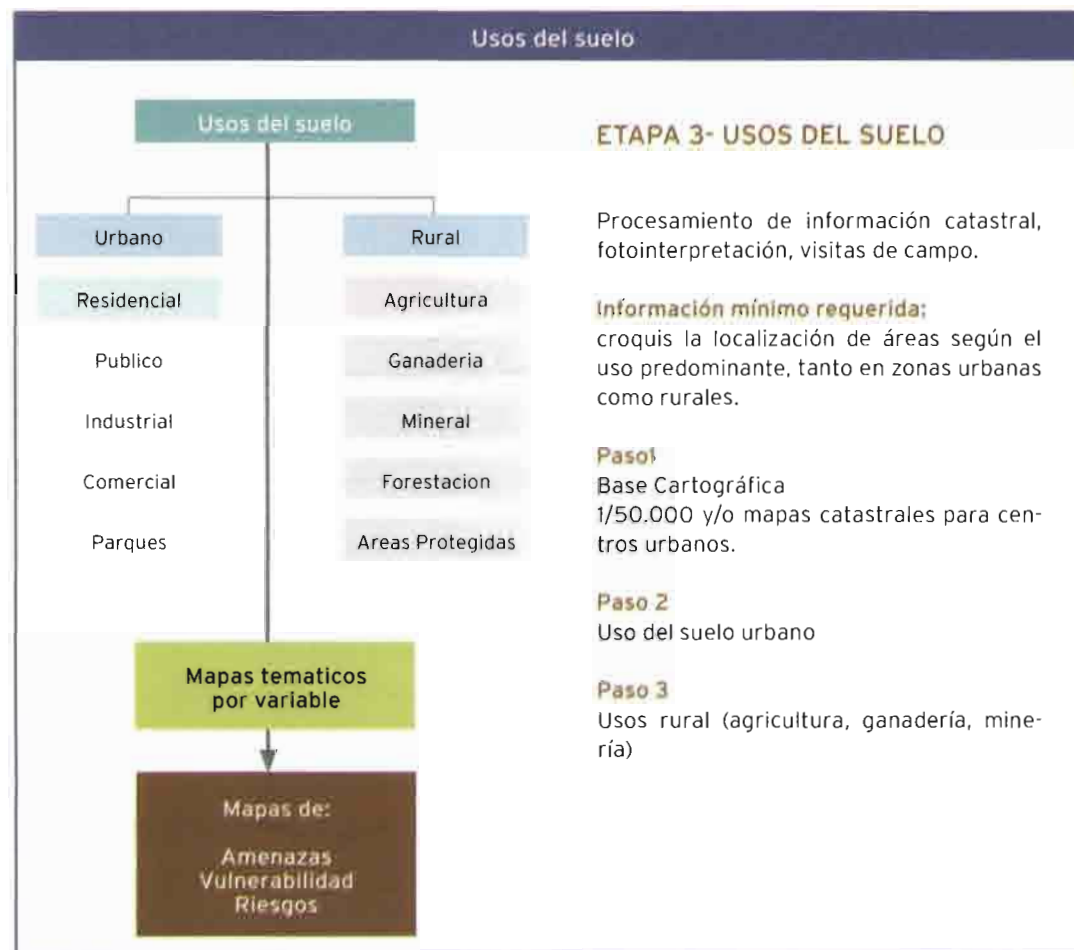 Usos del suelo
Usos del suelo
Urbano
Rural
Residencial
Agricultura
Publico
Ganaderia
Industrial
Mineral
Comercial
Forestacion
Parques
Areas Protegidas
Mapas tematicos
por variable
Mapas de:
Amenazas
Vulnerabilidad
Riesgos
ETAPA 3- USOS DEL SUELO
Procesamiento de información catastral,
fotointerpretación, visitas de campo.
Información mínimo requerida:
croquis la localización de áreas según el
uso predominante, tanto en zonas urbanas
como rurales.
Paso1
Base Cartográfica
1/50.000 y/o mapas catastrales para cen-
tros urbanos.
Paso 2
Uso del suelo urbano
Paso 3
Usos rural (agricultura, ganadería, mine-
ría)